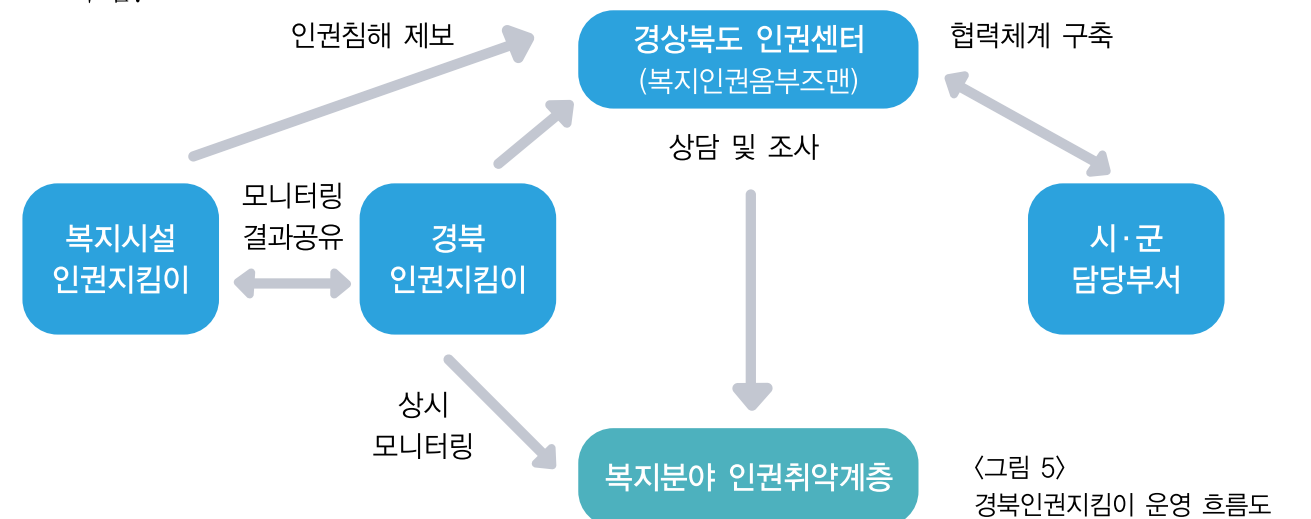 인권침해 제보
경상북도 인권센터
(복지인권옴부즈맨)
협력체계 구축
상담 및 조사
모니터링
결과공유
복지시설
인권지킴이
경북
인권지킴이
시·군
담당부서
상시
모니터링
복지분야 인권취약계층
〈그림 5〉
경북인권지킴이 운영 흐름도